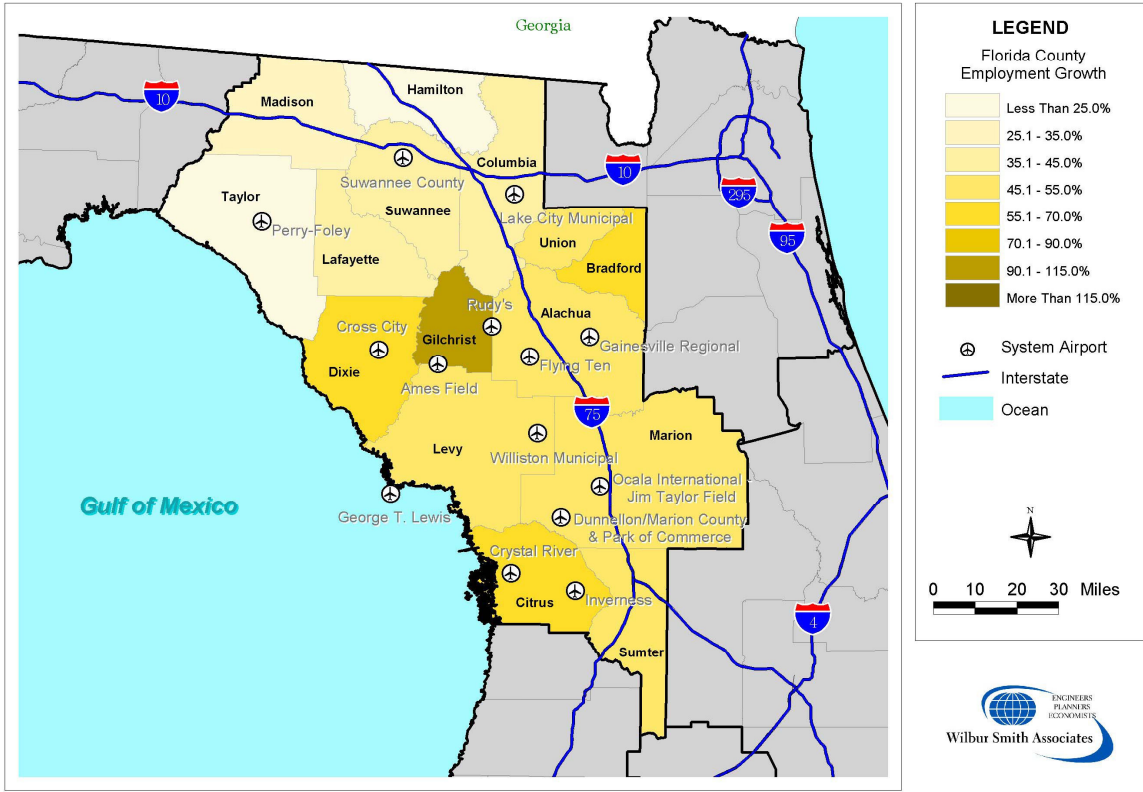 Georgia
Hamilton
Madison
10
Columbia
10
Suwannee County
Taylor
295
Suwannee
Lake City Municipal
Perry-Foley
95
Union
Lafayette
Bradford
Rudy's
Alachua
Cross City
Gilchrist
Gainesville Regional
Dixie
Flying Ten
Ames Field
75
Marion
Levy
Williston Municipal
Ocala International -
Jim Taylor Field
Gulf of Mexico
George T. Lewis
Dunnellon/Marion County
& Park of Commerce
Crystal River
Citrus
Inverness
4
Sumter
LEGEND
Florida County
Employment Growth
Less Than 25.0%
25.1 - 35.0%
35.1 - 45.0%
45.1 - 55.0%
55.1 - 70.0%
70.1 - 90.0%
90.1 - 115.0%
More Than 115.0%
System Airport
Interstate
Ocean
N
0 10 20 30 Miles
ENGINEERS
PLANNERS
ECONOMISTS
Wilbur Smith Associates